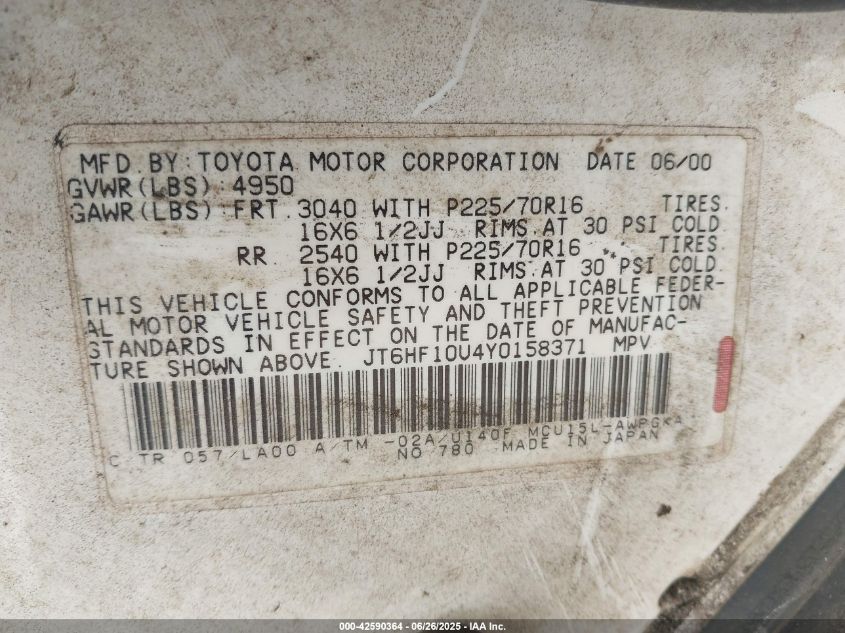 MFD. BY: TOYOTA MOTOR CORPORATION DATE 06/00
GVWR(LBS): 4950
GAWR(LBS): FRT. 3040 WITH P225/70R16 TIRES.
16X6 1/2JJ RIMS. AT 30 PSI COLD
RR 2540 WITH P225/70R16 TIRES.
16X6 1/2JJ RIMS. AT 30 PSI COLD.
THIS VEHICLE CONFORMS TO ALL APPLICABLE FEDER-
AL MOTOR VEHICLE SAFETY AND THEFT PREVENTION
STANDARDS IN EFFECT ON THE DATE OF MANUFAC-
TURE SHOWN ABOVE. JT6HF10U4Y0158371 MPV
C/TR 057/LA00 A/TM -02A/U140F MCU15L-AWPGKA
NO 780 MADE IN JAPAN
000-42590364 - 06/26/2025 - IAA Inc.